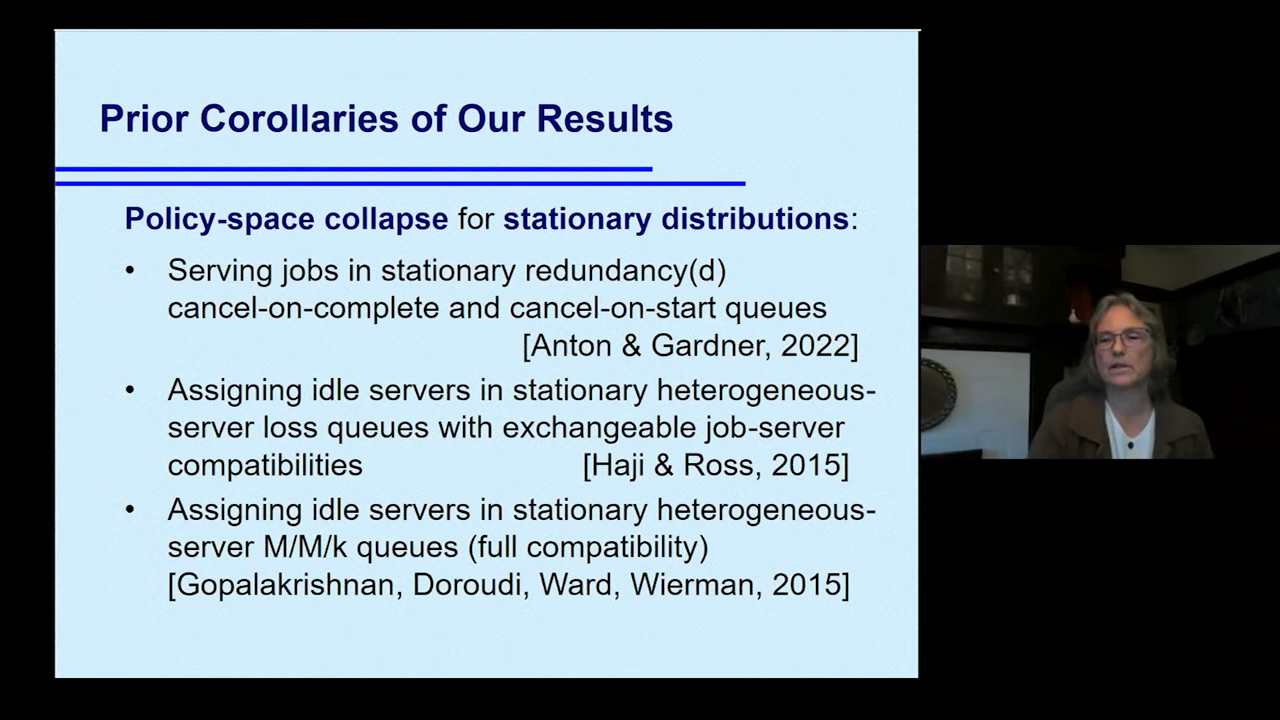 Prior Corollaries of Our Results
Policy-space collapse for stationary distributions:
• Serving jobs in stationary redundancy(d)
cancel-on-complete and cancel-on-start queues
[Anton & Gardner, 2022]
• Assigning idle servers in stationary heterogeneous-
server loss queues with exchangeable job-server
compatibilities [Haji & Ross, 2015]
• Assigning idle servers in stationary heterogeneous-
server M/M/k queues (full compatibility)
[Gopalakrishnan, Doroudi, Ward, Wierman, 2015]